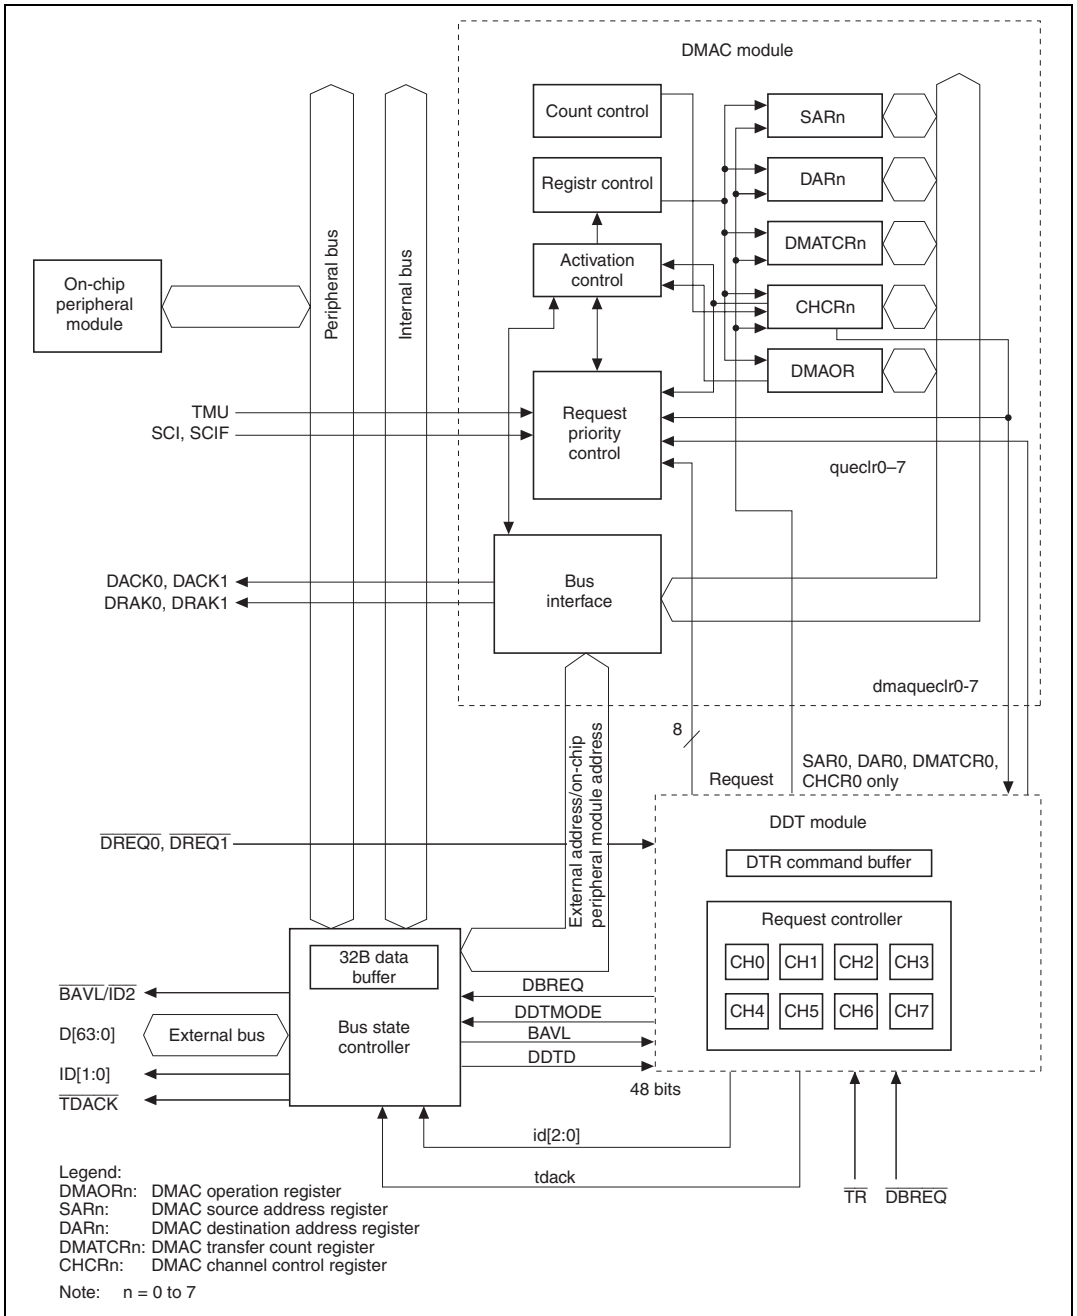 DMAC module
Count control
SARn
Registr control
DARn
Activation
control
DMATCRn
On-chip
peripheral
module
Peripheral bus
Internal bus
CHCRn
DMAOR
TMU
SCI, SCIF
Request
priority
control
queclr0–7
DACK0, DACK1
DRAK0, DRAK1
Bus
interface
dmaqueclr0-7
External address/on-chip
peripheral module address
8
Request
SAR0, DAR0, DMATCR0,
CHCR0 only
DREQ0, DREQ1
DDT module
DTR command buffer
Request controller
CH0 CH1 CH2 CH3
CH4 CH5 CH6 CH7
32B data
buffer
Bus state
controller
BAVL/ID2
D[63:0]
External bus
ID[1:0]
TDACK
DBREQ
DDTMODE
BAVL
DDTD
48 bits
id[2:0]
tdack
TR
DBREQ
Legend:
DMAORn: DMAC operation register
SARn: DMAC source address register
DARn: DMAC destination address register
DMATCRn: DMAC transfer count register
CHCRn: DMAC channel control register
Note: n = 0 to 7